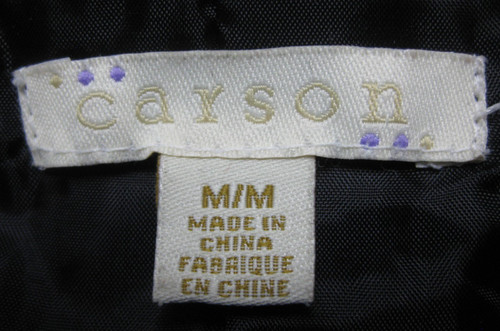 carson
M/M
MADE IN
CHINA
FABRIQUE
EN CHINE